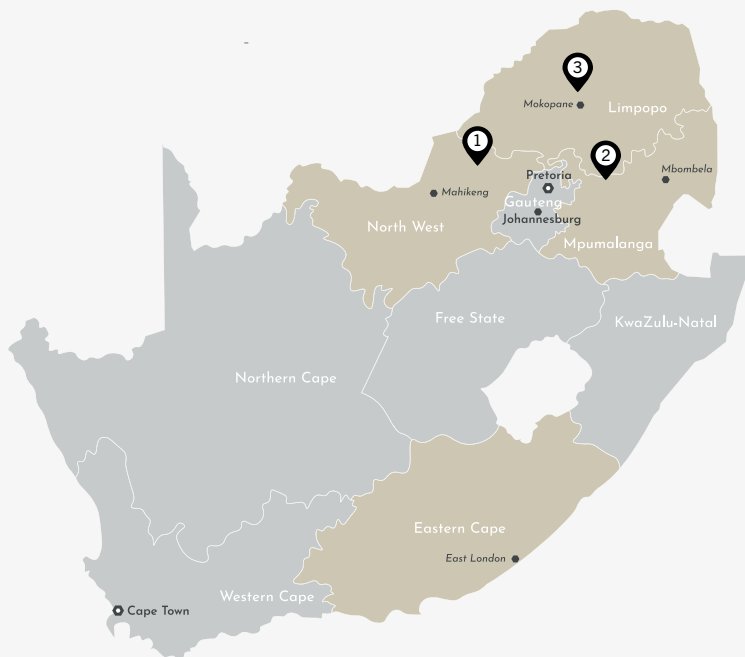 3
Mokopane
Limpopo
1
2
Mbombela
Pretoria
Mahikeng
Gauteng
Johannesburg
North West
Mpumalanga
Free State
KwaZulu-Natal
Northern Cape
Eastern Cape
East London
Western Cape
Cape Town